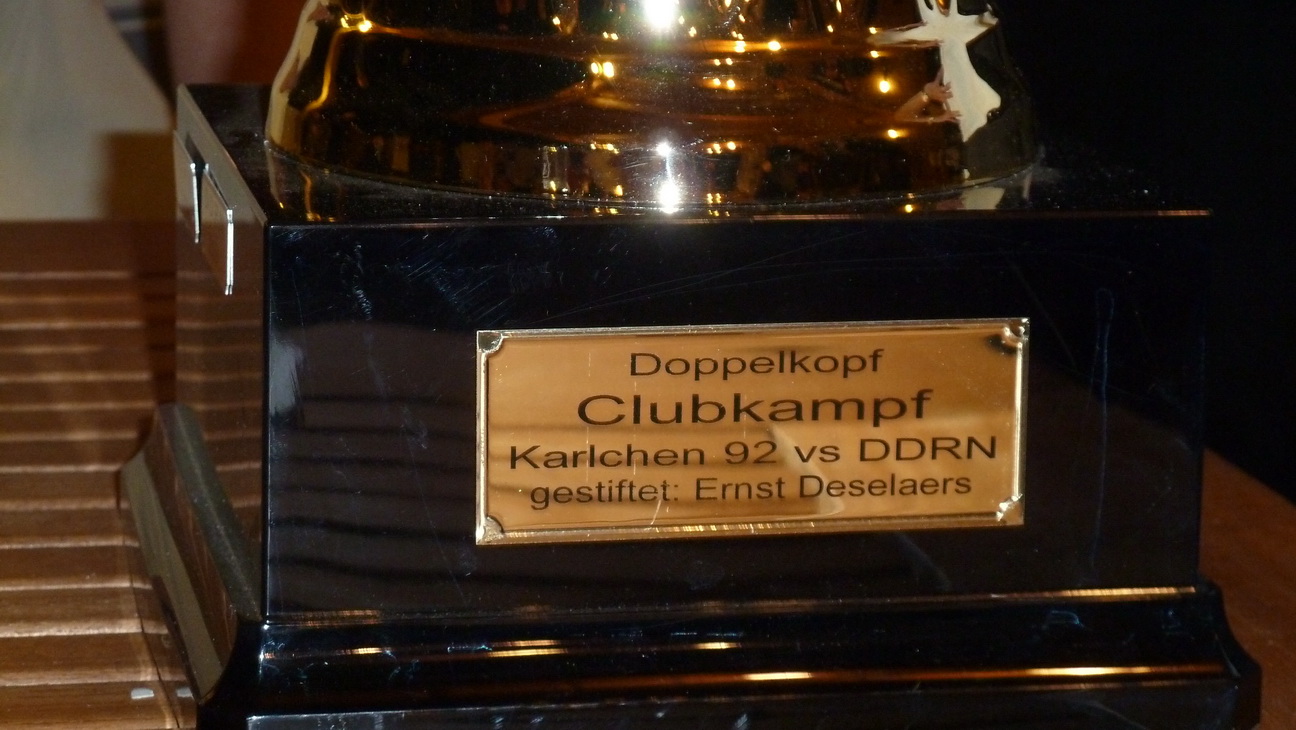 Doppelkopf
Clubkampf
Karlchen 92 vs DDRN
gestiftet: Ernst Deselaers